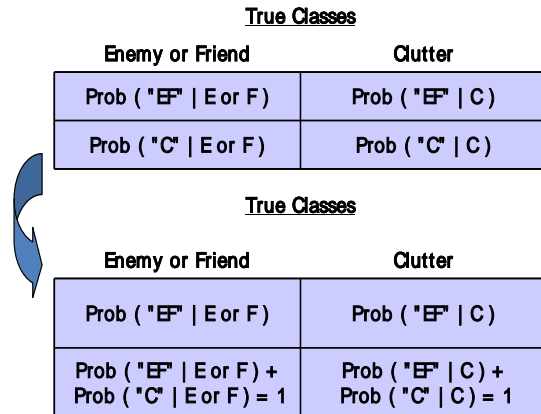 True Classes
Enemy or Friend Clutter
Prob ( "EF" | E or F ) Prob ( "EF" | C )
Prob ( "C" | E or F ) Prob ( "C" | C )
True Classes
Enemy or Friend Clutter
Prob ( "EF" | E or F ) Prob ( "EF" | C )
Prob ( "EF" | E or F ) + Prob ( "EF" | C ) +
Prob ( "C" | E or F ) = 1 Prob ( "C" | C ) = 1